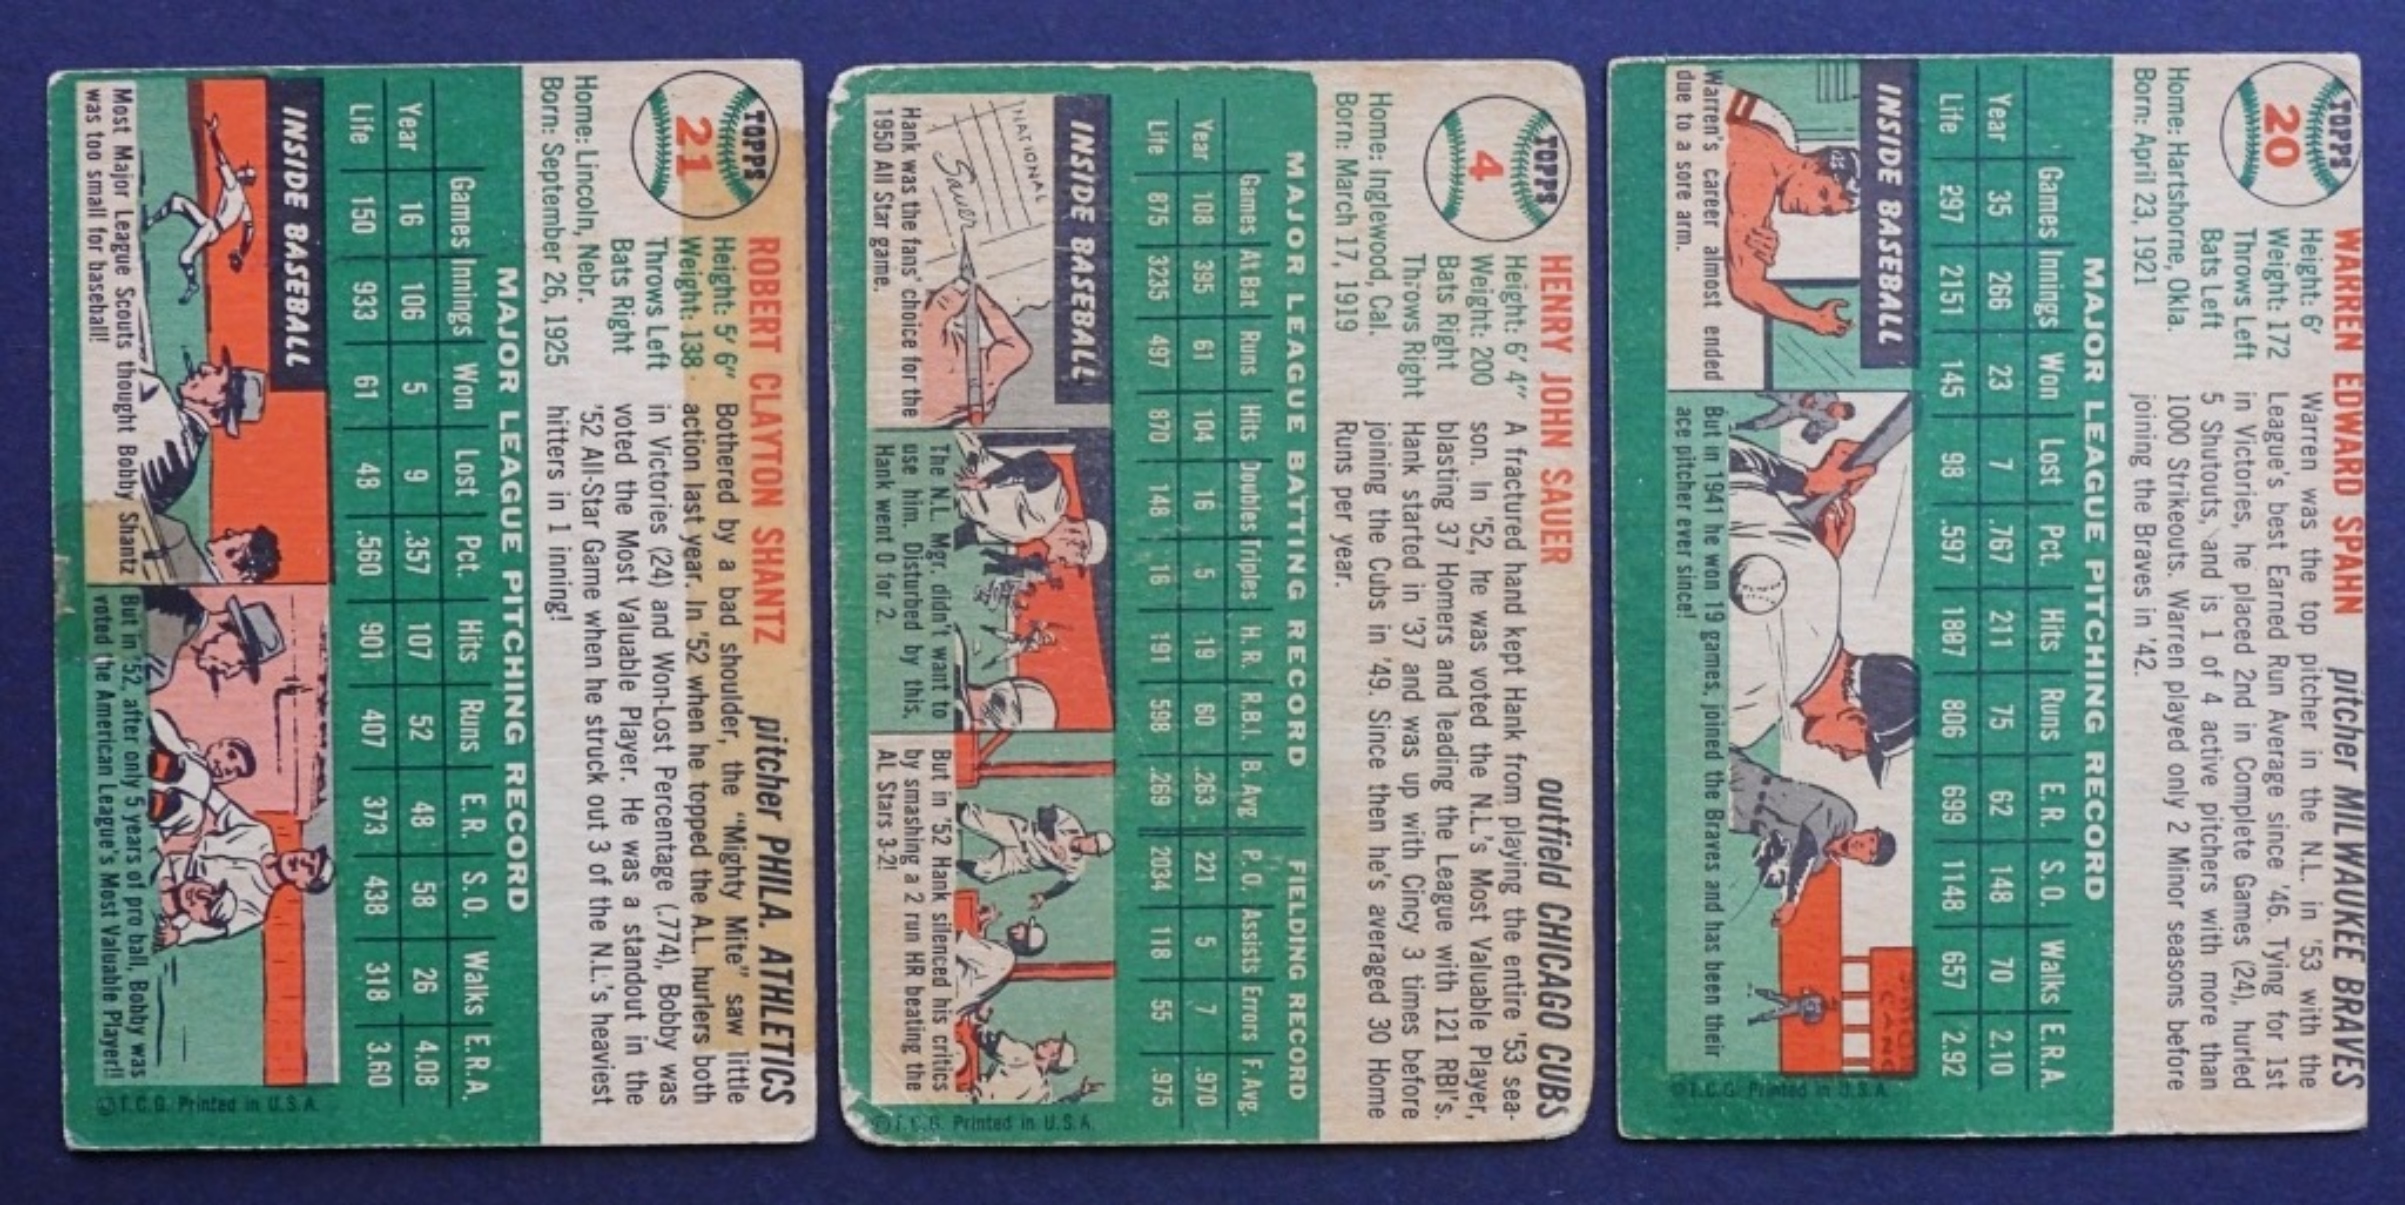 TOPPS
21
ROBERT CLAYTON SHANTZ
pitcher PHILA. ATHLETICS
Height: 5' 6"
Weight: 138
Throws Left
Bats Right
Home: Lincoln, Nebr.
Born: September 26, 1925
Bothered by a bad shoulder, the "Mighty Mite" saw little
action last year. In '52 when he topped the A.L. hurlers both
in Victories (24) and Won-Lost Percentage (.774), Bobby was
voted the Most Valuable Player. He was a standout in the
'52 All-Star Game when he struck out 3 of the N.L.'s heaviest
hitters in 1 inning!
MAJOR LEAGUE PITCHING RECORD
Games Innings Won Lost Pct. Hits Runs E.R. S.O. Walks E.R.A.
Year 16 106 5 9 .357 107 52 48 58 26 4.08
Life 150 933 61 48 .560 901 407 373 438 318 3.60
INSIDE BASEBALL
Most Major League Scouts thought Bobby Shantz
was too small for baseball!
But in '52, after only 5 years of pro ball, Bobby was
voted the American League's Most Valuable Player!!
© T.C.G. Printed in U.S.A.
TOPPS
4
HENRY JOHN SAUER
outfield CHICAGO CUBS
Height: 6' 4"
Weight: 200
Bats Right
Throws Right
Home: Inglewood, Cal.
Born: March 17, 1919
A fractured hand kept Hank from playing the entire '53 sea-
son. In '52, he was voted the N.L.'s Most Valuable Player,
blasting 37 Homers and leading the League with 121 RBI's.
Hank started in '37 and was up with Cincy 3 times before
joining the Cubs in '49. Since then he's averaged 30 Home
Runs per year.
MAJOR LEAGUE BATTING RECORD
FIELDING RECORD
Games At Bat Runs Hits Doubles Triples H.R. R.B.I. B. Avg P.O. Assists Errors F. Avg.
Year 108 395 61 104 16 5 19 60 .263 221 5 7 .970
Life 875 3235 497 870 148 16 191 598 .269 2034 118 55 .975
INSIDE BASEBALL
NATIONAL
Sauer
Hank was the fans' choice for the
1950 All Star game.
The N.L. Mgr. didn't want to
use him. Disturbed by this,
Hank went 0 for 2.
But in '52 Hank silenced his critics
by smashing a 2 run HR beating the
AL Stars 3-2!
© T.C.G. Printed in U.S.A.
TOPPS
20
WARREN EDWARD SPAHN
pitcher MILWAUKEE BRAVES
Height: 6'
Weight: 172
Throws Left
Bats Left
Home: Hartshorne, Okla.
Born: April 23, 1921
Warren was the top pitcher in the N.L. in '53 with the
League's best Earned Run Average since '46. Tying for 1st
in Victories, he placed 2nd in Complete Games (24), hurled
5 Shutouts, and is 1 of 4 active pitchers with more than
1000 Strikeouts. Warren played only 2 Minor seasons before
joining the Braves in '42.
MAJOR LEAGUE PITCHING RECORD
Games Innings Won Lost Pct. Hits Runs E.R. S.O. Walks E.R.A.
Year 35 266 23 7 .767 211 75 62 148 70 2.10
Life 297 2151 145 98 .597 1887 806 699 1148 657 2.92
INSIDE BASEBALL
Warren's career almost ended
due to a sore arm.
But in 1941 he won 19 games, joined the Braves and has been their
ace pitcher ever since!
© T.C.G. Printed in U.S.A.